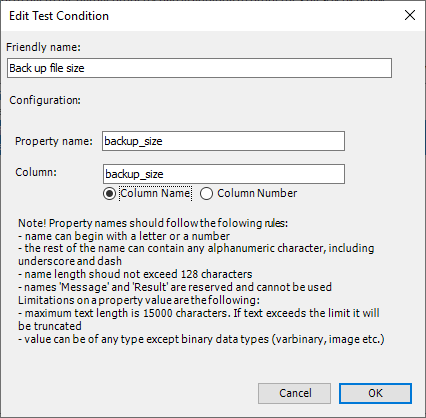 Edit Test Condition
Friendly name:
Back up file size
Configuration:
Property name: backup_size
Column: backup_size
Column Name Column Number
Note! Property names should follow the folowing rules:
- name can begin with a letter or a number
- the rest of the name can contain any alphanumeric character, including
underscore and dash
- name length shoud not exceed 128 characters
- names 'Message' and 'Result' are reserved and cannot be used
Limitations on a property value are the following:
- maximum text length is 15000 characters. If text exceeds the limit it will
be truncated
- value can be of any type except binary data types (varbinary, image etc.)
Cancel OK